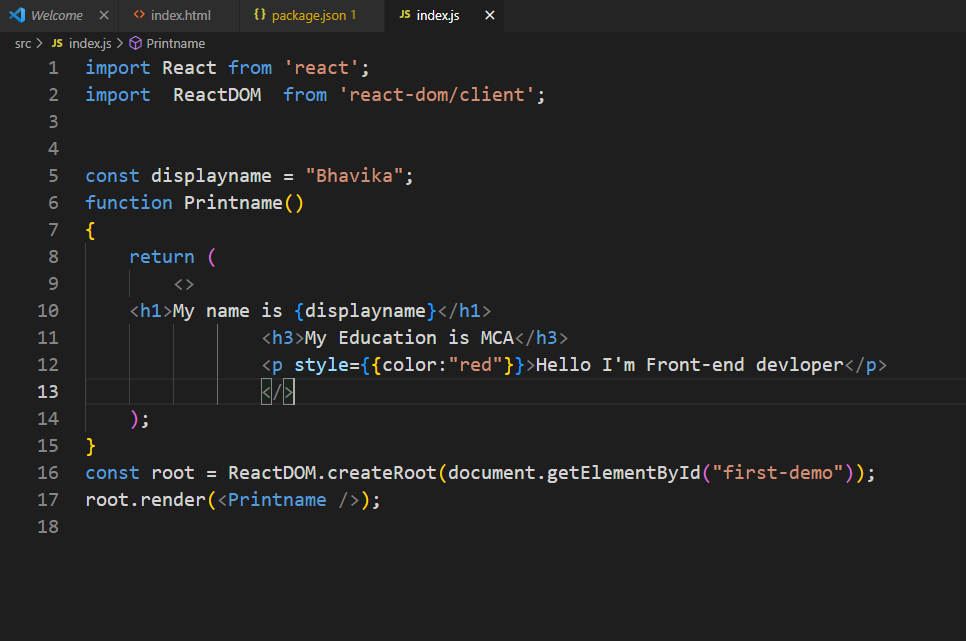 Welcome index.html {} package.json 1 JS index.js
src > JS index.js > Printname
1 import React from 'react';
2 import  ReactDOM  from 'react-dom/client';
3
4
5 const displayname = "Bhavika";
6 function Printname()
7 {
8     return (
9         <>
10     <h1>My name is {displayname}</h1>
11                 <h3>My Education is MCA</h3>
12                 <p style={{color:"red"}}>Hello I'm Front-end devloper</p>
13                 </>
14     );
15 }
16 const root = ReactDOM.createRoot(document.getElementById("first-demo"));
17 root.render(<Printname />);
18